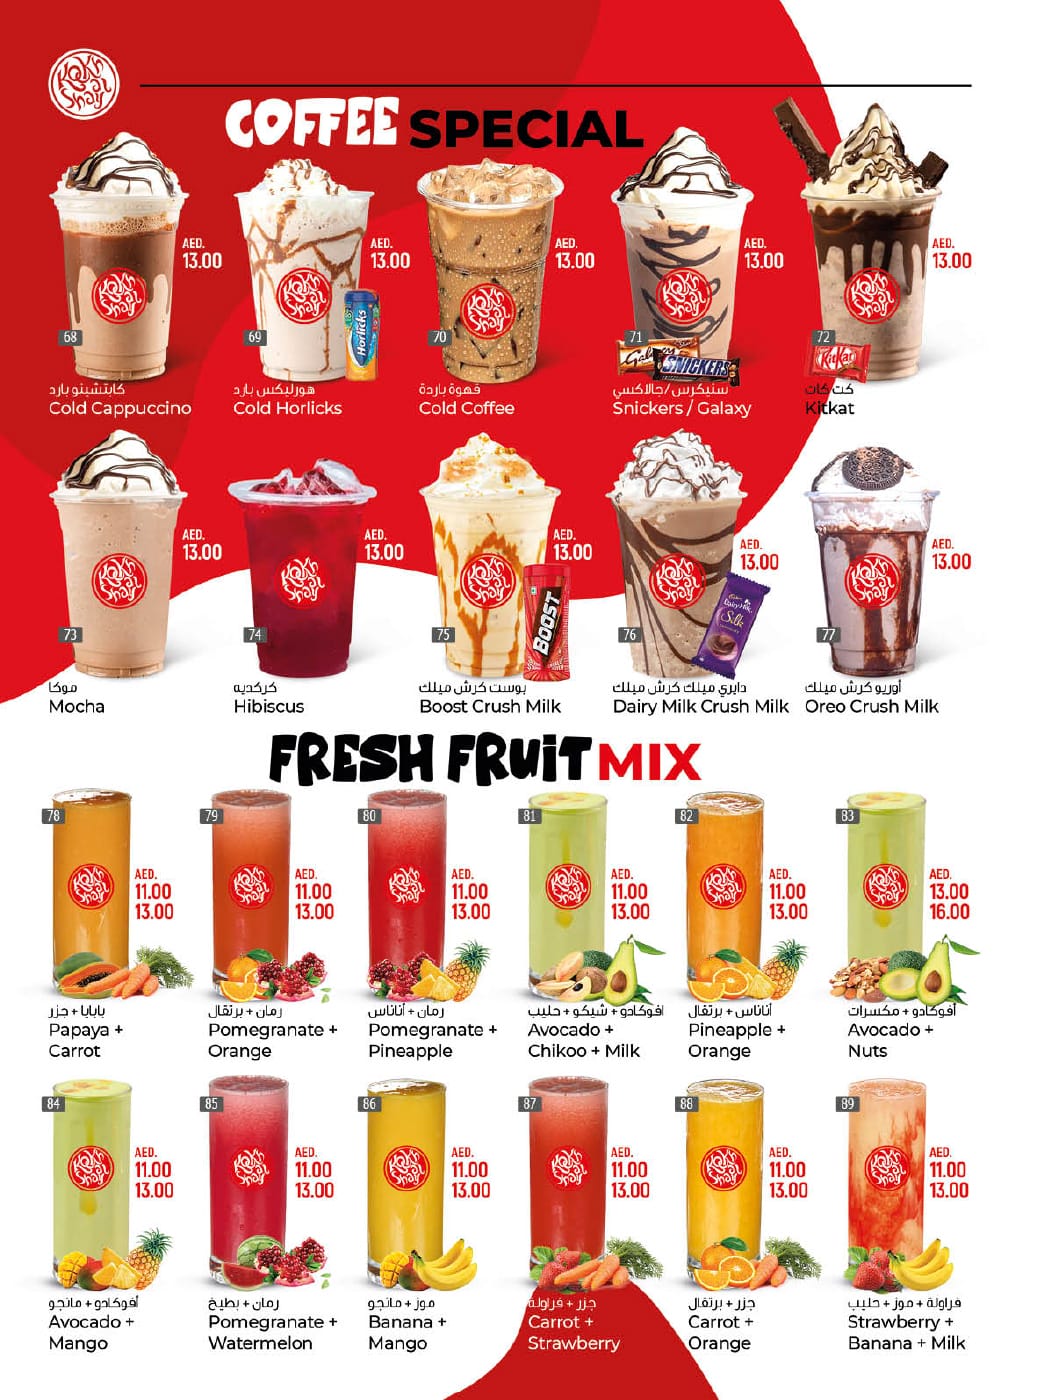 COFFEE SPECIAL
AED.
13.00
68
كابتشينو بارد
Cold Cappuccino
AED.
13.00
Horlicks
69
هورليكس بارد
Cold Horlicks
AED.
13.00
70
قهوة باردة
Cold Coffee
AED.
13.00
71
Galaxy
SNICKERS
سنيكرس/جالاكسي
Snickers / Galaxy
AED.
13.00
72
KitKat
كت كات
Kitkat
AED.
13.00
73
موكا
Mocha
AED.
13.00
74
كركديه
Hibiscus
AED.
13.00
BOOST
75
بوست كرش ميلك
Boost Crush Milk
AED.
13.00
Dairy Milk
Silk
76
دايري ميلك كرش ميلك
Dairy Milk Crush Milk
AED.
13.00
77
أوريو كرش ميلك
Oreo Crush Milk
FRESH FRUiT MIX
78
AED.
11.00
13.00
بابايا + جزر
Papaya +
Carrot
79
AED.
11.00
13.00
رمان + برتقال
Pomegranate +
Orange
80
AED.
11.00
13.00
رمان + أناناس
Pomegranate +
Pineapple
81
AED.
11.00
13.00
افوكادو + شيكو + حليب
Avocado +
Chikoo + Milk
82
AED.
11.00
13.00
أناناس + برتقال
Pineapple +
Orange
83
AED.
13.00
16.00
أفوكادو + مكسرات
Avocado +
Nuts
84
AED.
11.00
13.00
أفوكادو + مانجو
Avocado +
Mango
85
AED.
11.00
13.00
رمان + بطيخ
Pomegranate +
Watermelon
86
AED.
11.00
13.00
موز + مانجو
Banana +
Mango
87
AED.
11.00
13.00
جزر + فراولة
Carrot +
Strawberry
88
AED.
11.00
13.00
جزر + برتقال
Carrot +
Orange
89
AED.
11.00
13.00
فراولة + موز + حليب
Strawberry +
Banana + Milk